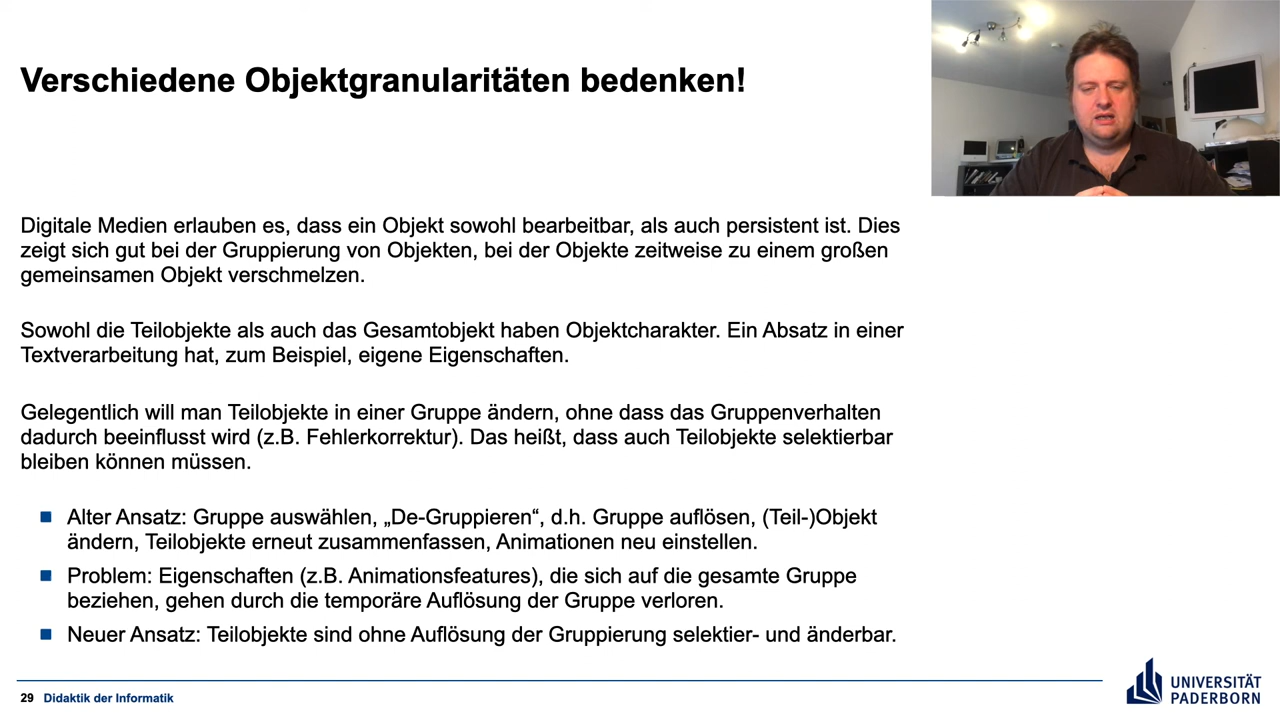 Verschiedene Objektgranularitäten bedenken!
Digitale Medien erlauben es, dass ein Objekt sowohl bearbeitbar, als auch persistent ist. Dies
zeigt sich gut bei der Gruppierung von Objekten, bei der Objekte zeitweise zu einem großen
gemeinsamen Objekt verschmelzen.
Sowohl die Teilobjekte als auch das Gesamtobjekt haben Objektcharakter. Ein Absatz in einer
Textverarbeitung hat, zum Beispiel, eigene Eigenschaften.
Gelegentlich will man Teilobjekte in einer Gruppe ändern, ohne dass das Gruppenverhalten
dadurch beeinflusst wird (z.B. Fehlerkorrektur). Das heißt, dass auch Teilobjekte selektierbar
bleiben können müssen.
Alter Ansatz: Gruppe auswählen, „De-Gruppieren“, d.h. Gruppe auflösen, (Teil-)Objekt
ändern, Teilobjekte erneut zusammenfassen, Animationen neu einstellen.
Problem: Eigenschaften (z.B. Animationsfeatures), die sich auf die gesamte Gruppe
beziehen, gehen durch die temporäre Auflösung der Gruppe verloren.
Neuer Ansatz: Teilobjekte sind ohne Auflösung der Gruppierung selektier- und änderbar.
29 Didaktik der Informatik
UNIVERSITÄT
PADERBORN